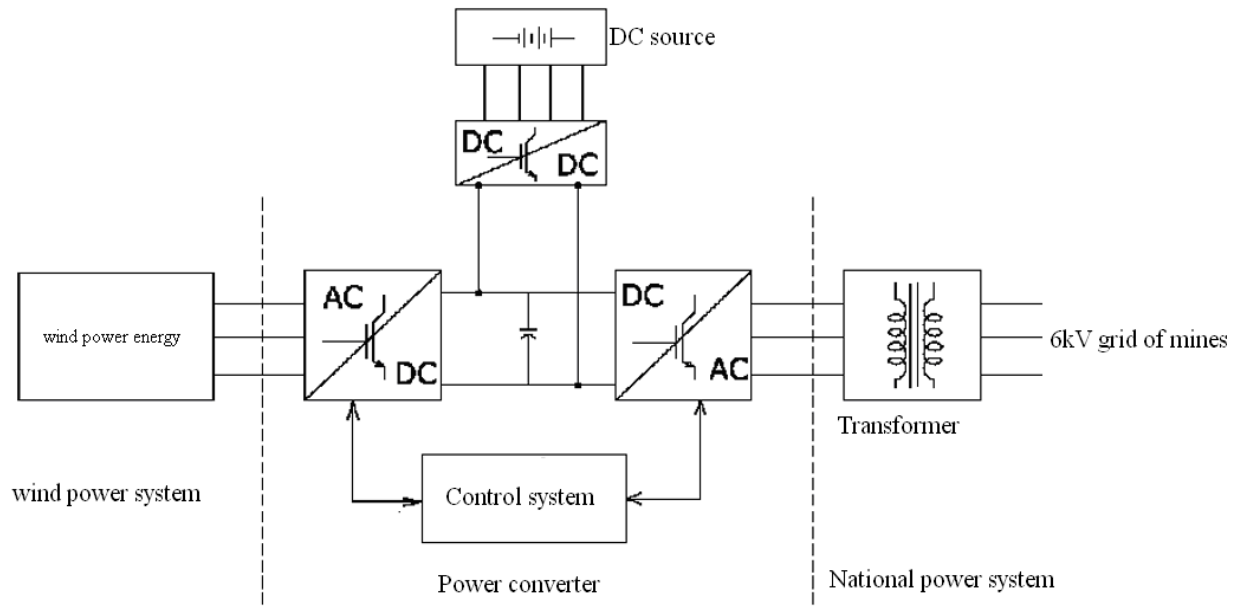 DC source
DC
DC
AC
DC
DC
AC
wind power energy
6kV grid of mines
Transformer
Control system
wind power system
Power converter
National power system